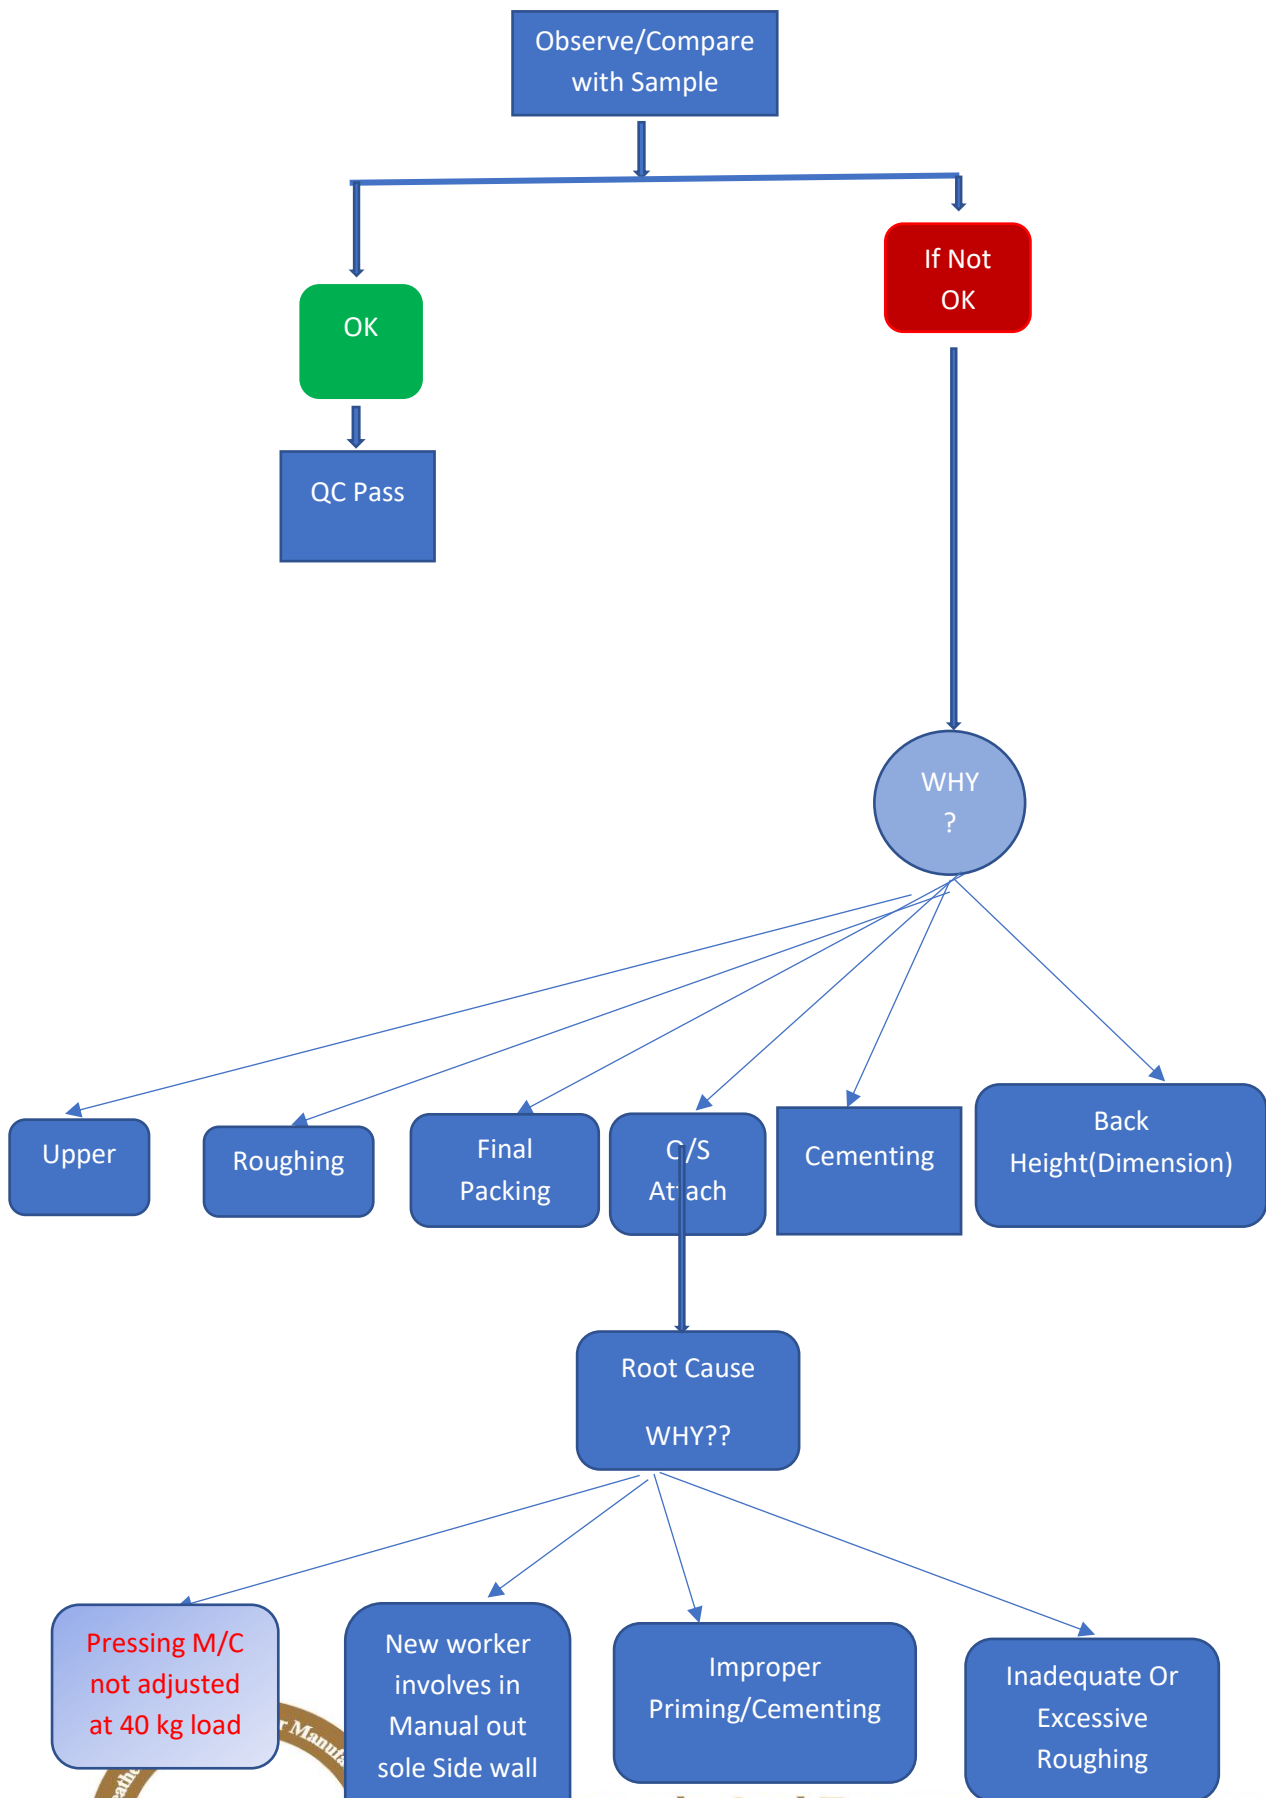 Observe/Compare
with Sample
If Not
OK
OK
QC Pass
WHY
?
Upper
Roughing
Final
Packing
O/S
Attach
Cementing
Back
Height(Dimension)
Root Cause
WHY??
Pressing M/C
not adjusted
at 40 kg load
New worker
involves in
Manual out
sole Side wall
Improper
Priming/Cementing
Inadequate Or
Excessive
Roughing